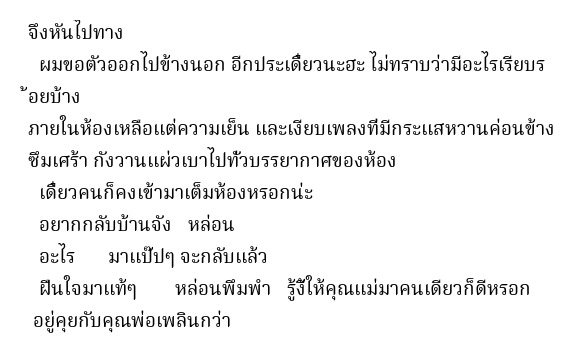 จึงหันไปทาง
ผมขอตัวออกไปข้างนอก อีกประเดี๋ยวนะฮะ ไม่ทราบว่ามีอะไรเรียบร
้อยบ้าง
ภายในห้องเหลือแต่ความเย็น และเงียบเพลงที่มีกระแสหวานค่อนข้าง
ซึมเศร้า กังวานแผ่วเบาไปทั่วบรรยากาศของห้อง
เดี๋ยวคนก็คงเข้ามาเต็มห้องหรอกน่ะ
อยากกลับบ้านจัง หล่อน
อะไร มาแป๊ปๆ จะกลับแล้ว
ฝืนใจมาแท้ๆ หล่อนพึมพำ รู้งี้ให้คุณแม่มาคนเดียวก็ดีหรอก
อยู่คุยกับคุณพ่อเพลินกว่า